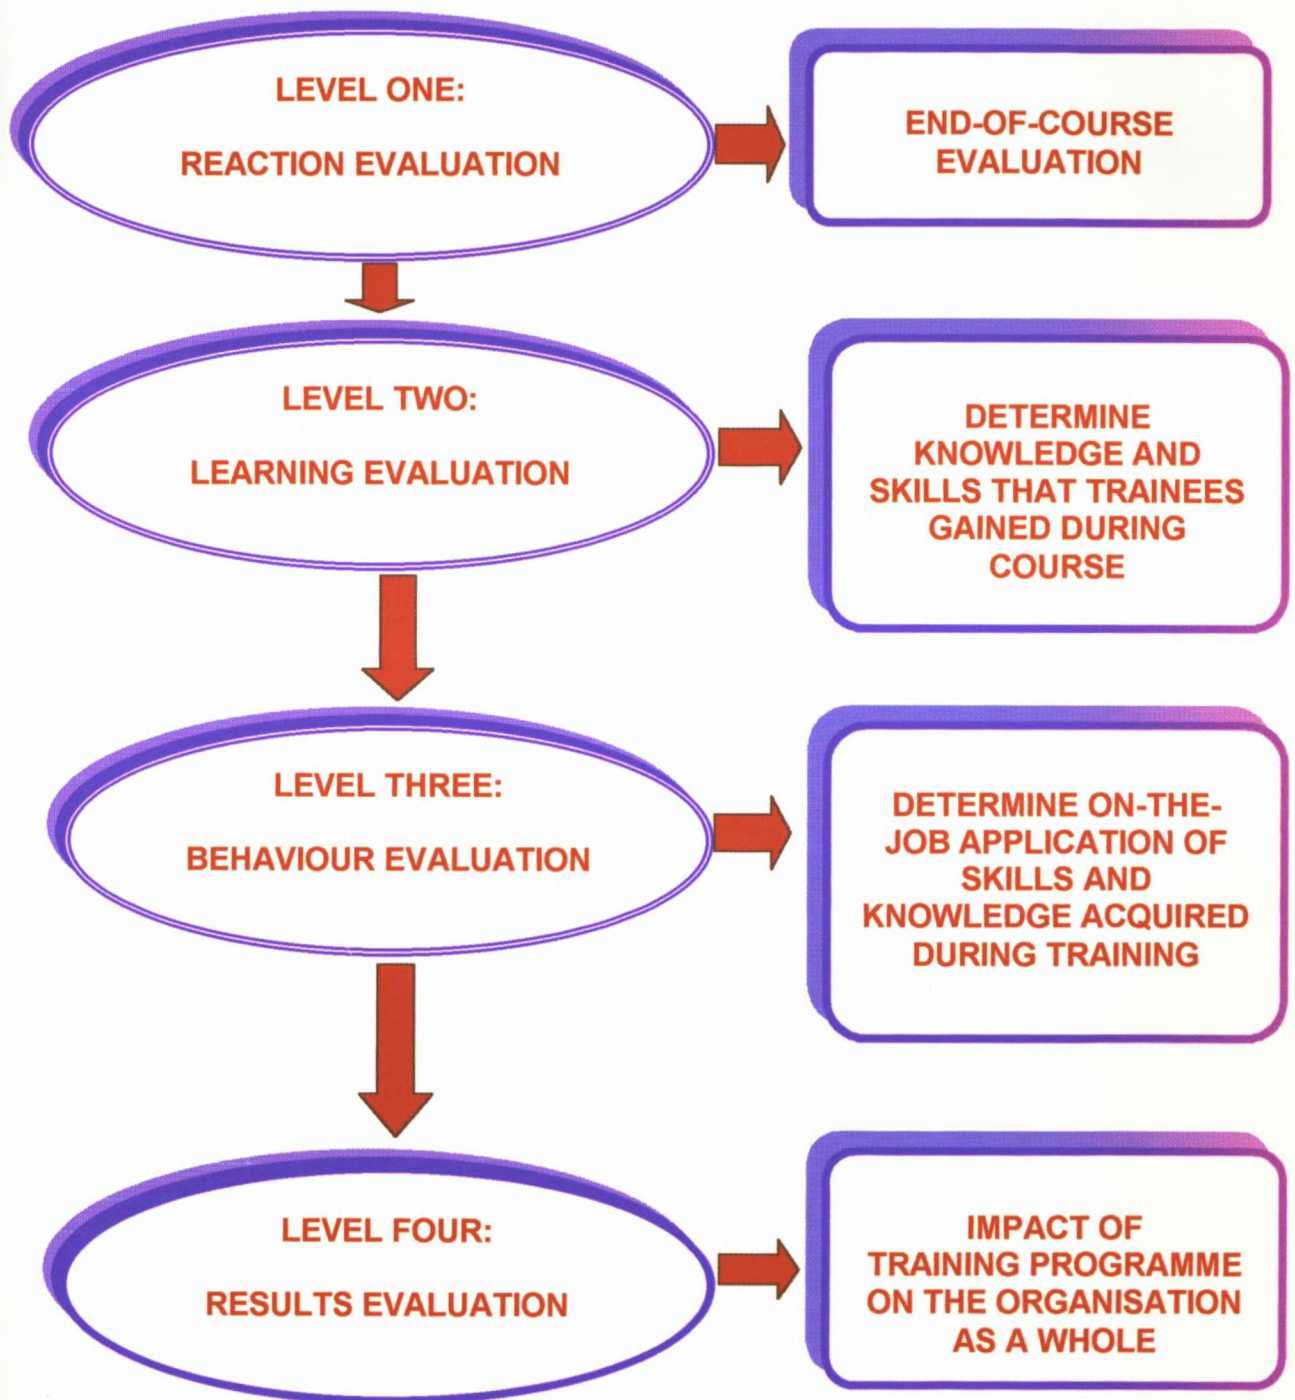 LEVEL ONE:
REACTION EVALUATION
END-OF-COURSE
EVALUATION
LEVEL TWO:
LEARNING EVALUATION
DETERMINE
KNOWLEDGE AND
SKILLS THAT TRAINEES
GAINED DURING
COURSE
LEVEL THREE:
BEHAVIOUR EVALUATION
DETERMINE ON-THE-
JOB APPLICATION OF
SKILLS AND
KNOWLEDGE ACQUIRED
DURING TRAINING
LEVEL FOUR:
RESULTS EVALUATION
IMPACT OF
TRAINING PROGRAMME
ON THE ORGANISATION
AS A WHOLE